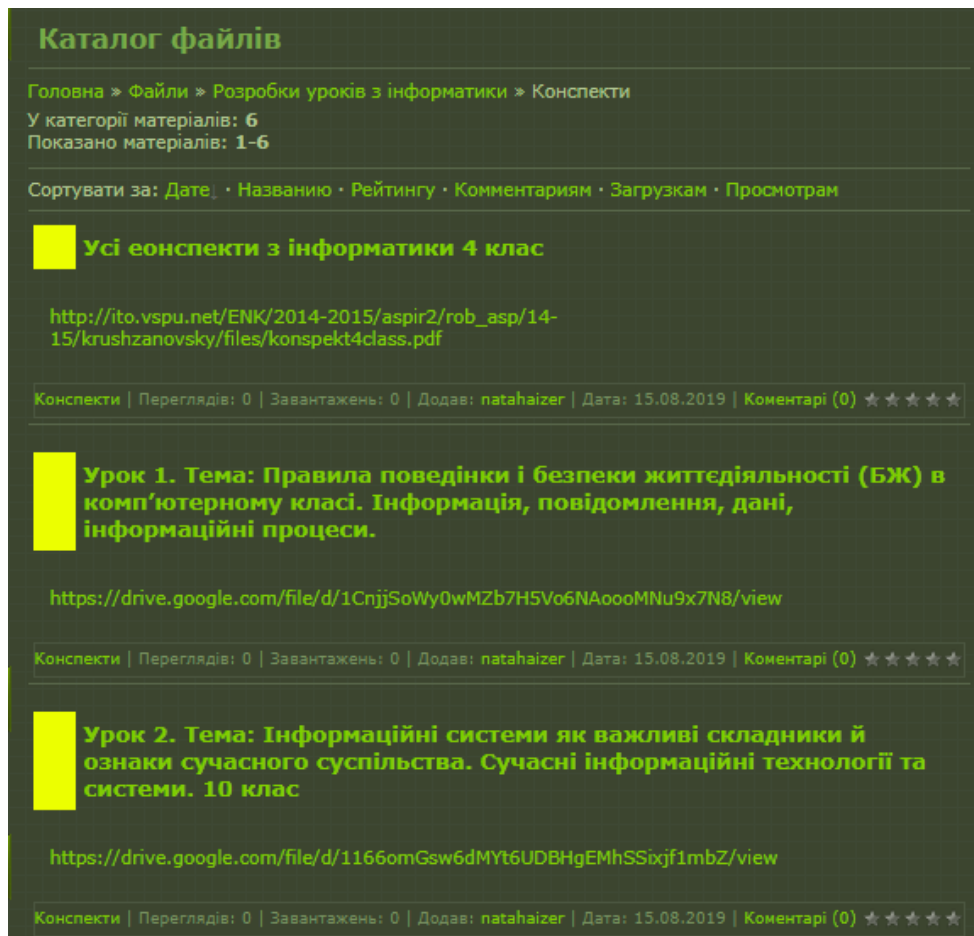 Каталог файлів
Головна » Файли » Розробки уроків з інформатики » Конспекти
У категорії матеріалів: 6
Показано матеріалів: 1-6
Сортувати за: Дате↓ · Названию · Рейтингу · Комментариям · Загрузкам · Просмотрам
Усі еонспекти з інформатики 4 клас
http://ito.vspu.net/ENK/2014-2015/aspir2/rob_asp/14-
15/krushzanovsky/files/konspekt4class.pdf
Конспекти | Переглядів: 0 | Завантажень: 0 | Додав: natahaizer | Дата: 15.08.2019 | Коментарі (0)
Урок 1. Тема: Правила поведінки і безпеки життєдіяльності (БЖ) в
комп’ютерному класі. Інформація, повідомлення, дані,
інформаційні процеси.
https://drive.google.com/file/d/1CnjjSoWy0wMZb7H5Vo6NAoooMNu9x7N8/view
Конспекти | Переглядів: 0 | Завантажень: 0 | Додав: natahaizer | Дата: 15.08.2019 | Коментарі (0)
Урок 2. Тема: Інформаційні системи як важливі складники й
ознаки сучасного суспільства. Сучасні інформаційні технології та
системи. 10 клас
https://drive.google.com/file/d/1166omGsw6dMYt6UDBHgEMhSSixjf1mbZ/view
Конспекти | Переглядів: 0 | Завантажень: 0 | Додав: natahaizer | Дата: 15.08.2019 | Коментарі (0)